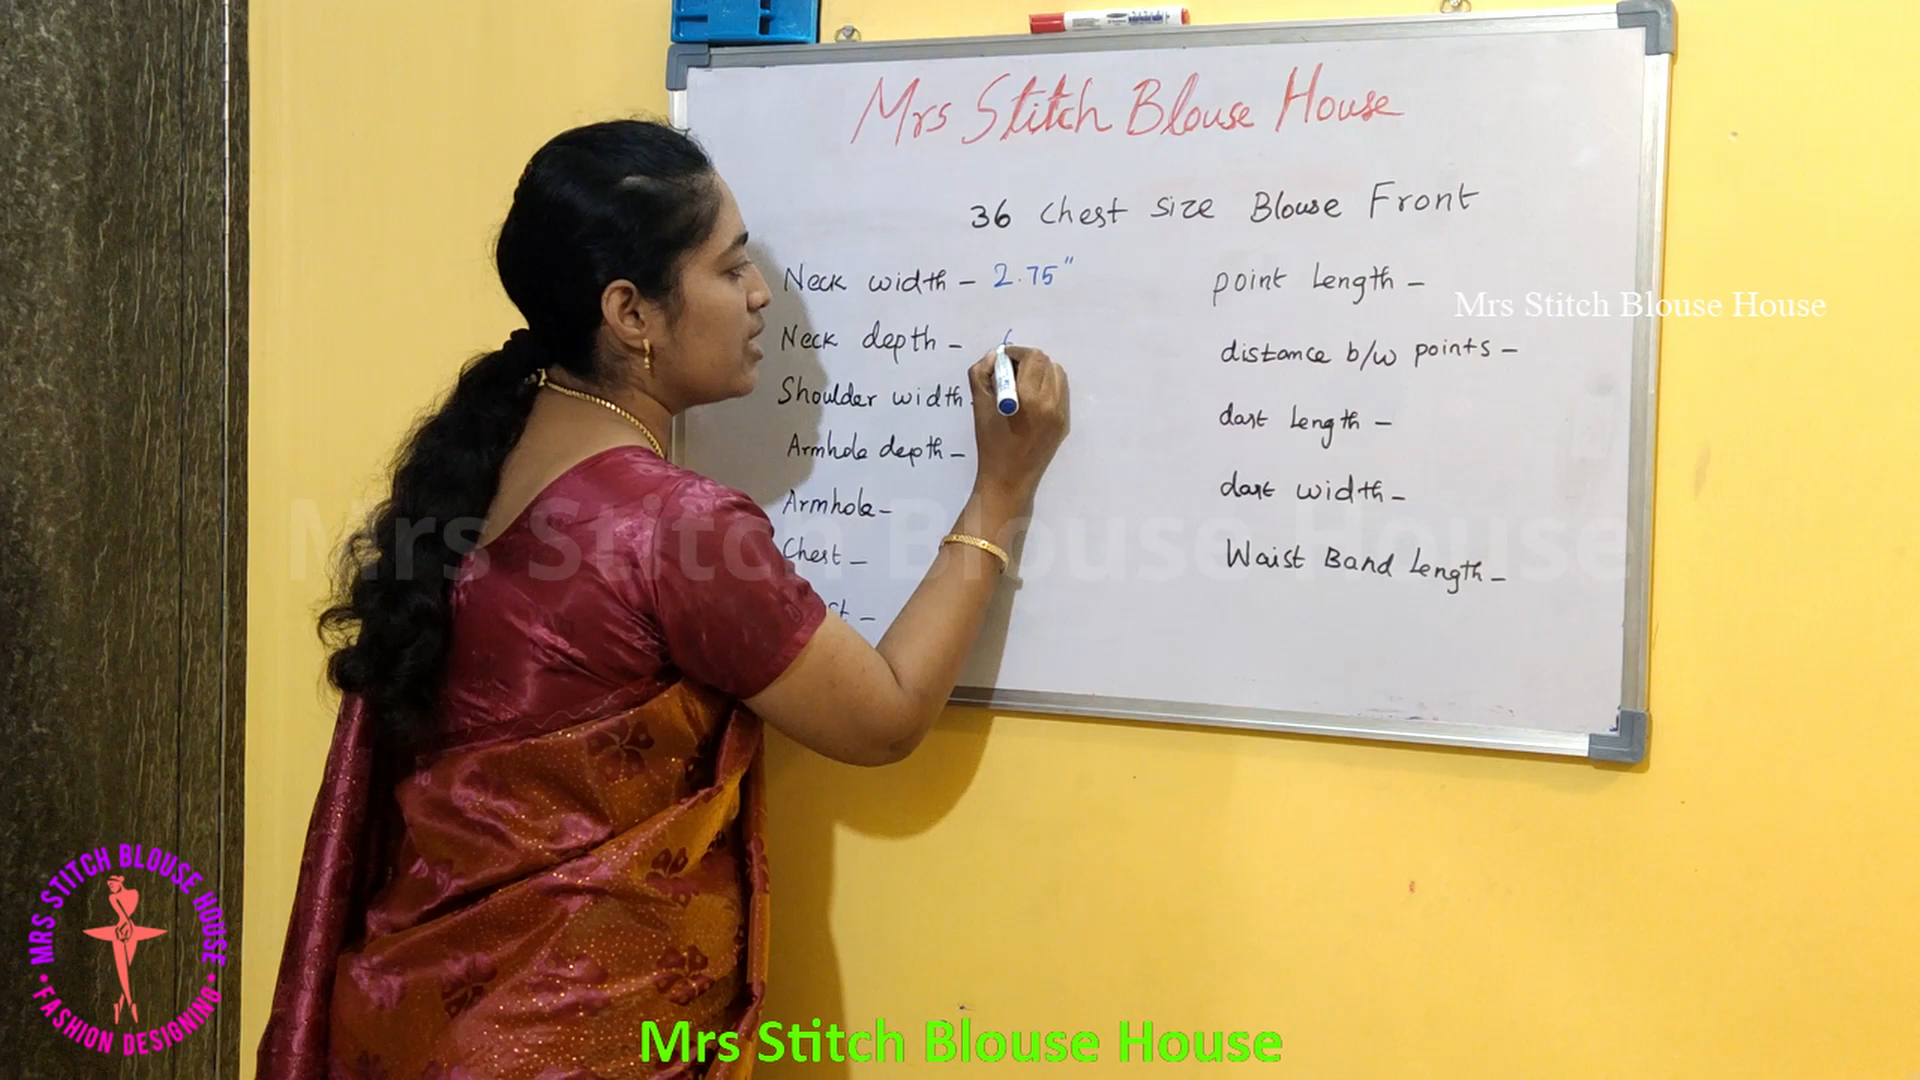 Mrs Stitch Blouse House
36 Chest Size Blouse Front
Neck width - 2.75"
Neck depth -
Shoulder width
Armhole depth -
Armhole -
Chest -
point Length -
distance b/w points -
dart Length -
dart width -
Waist Band Length -
Mrs Stitch Blouse House
Mrs Stitch Blouse House
MRS STITCH BLOUSE HOUSE
• FASHION DESIGNING •
Mrs Stitch Blouse House